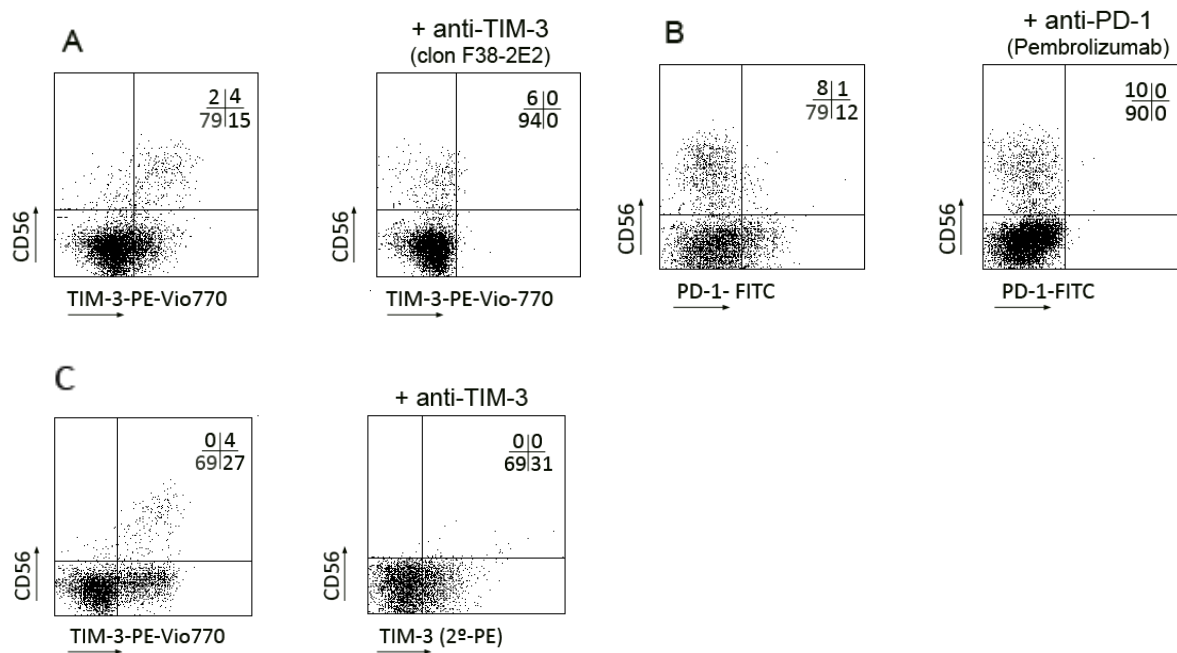 A
+ anti-TIM-3
(clon F38-2E2)
B
+ anti-PD-1
(Pembrolizumab)
2 4
79 15
6 0
94 0
8 1
79 12
10 0
90 0
CD56
CD56
CD56
CD56
TIM-3-PE-Vio770
TIM-3-PE-Vio-770
PD-1- FITC
PD-1-FITC
C
+ anti-TIM-3
0 4
69 27
0 0
69 31
CD56
CD56
TIM-3-PE-Vio770
TIM-3 (2º-PE)